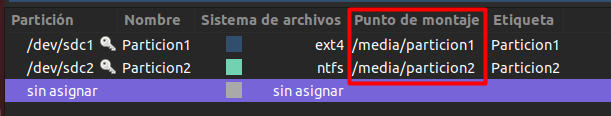 Partición Nombre Sistema de archivos Punto de montaje Etiqueta
/dev/sdc1 Particion1 ext4 /media/particion1 Particion1
/dev/sdc2 Particion2 ntfs /media/particion2 Particion2
sin asignar sin asignar